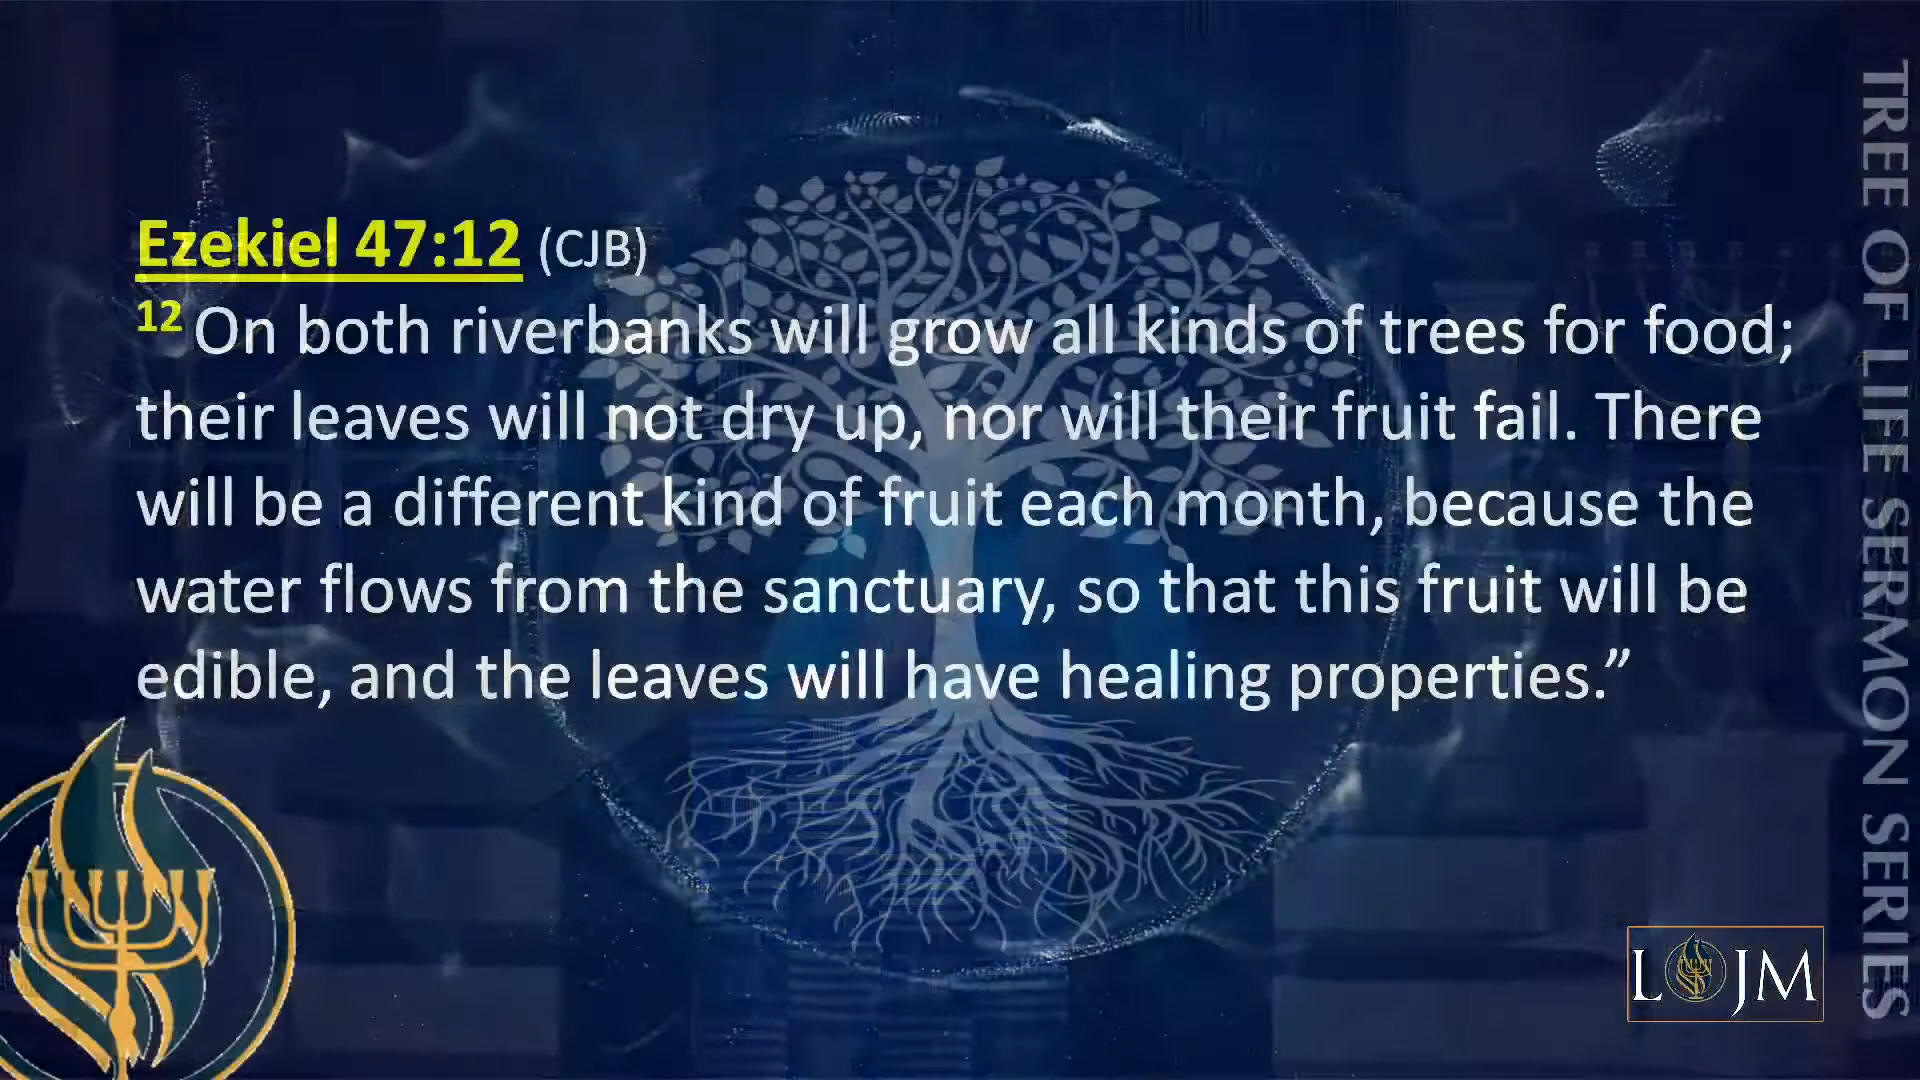 Ezekiel 47:12 (CJB)
12 On both riverbanks will grow all kinds of trees for food;
their leaves will not dry up, nor will their fruit fail. There
will be a different kind of fruit each month, because the
water flows from the sanctuary, so that this fruit will be
edible, and the leaves will have healing properties.”
TREE OF LIFE SERMON SERIES
L JM